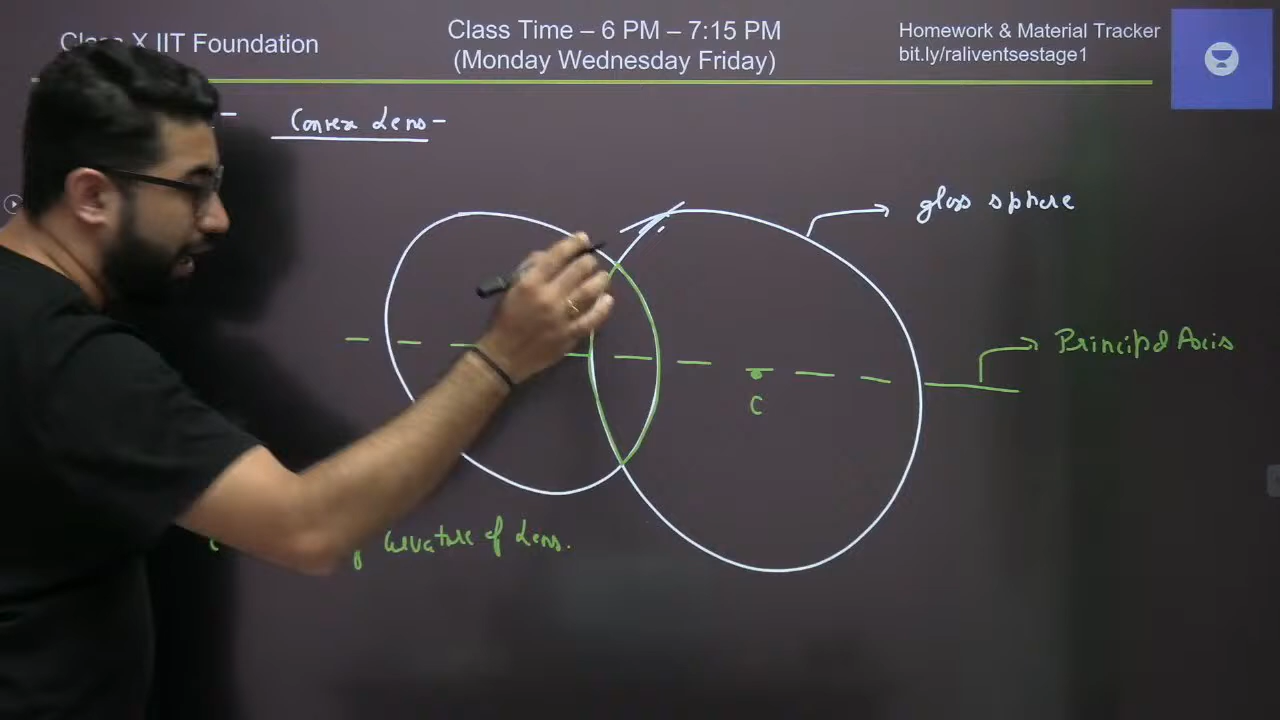 Class X IIT Foundation
Class Time – 6 PM – 7:15 PM
(Monday Wednesday Friday)
Homework & Material Tracker
bit.ly/raliventsestage1
Convex Lens-
glass sphere
Principal Axis
C
curvature of Lens.